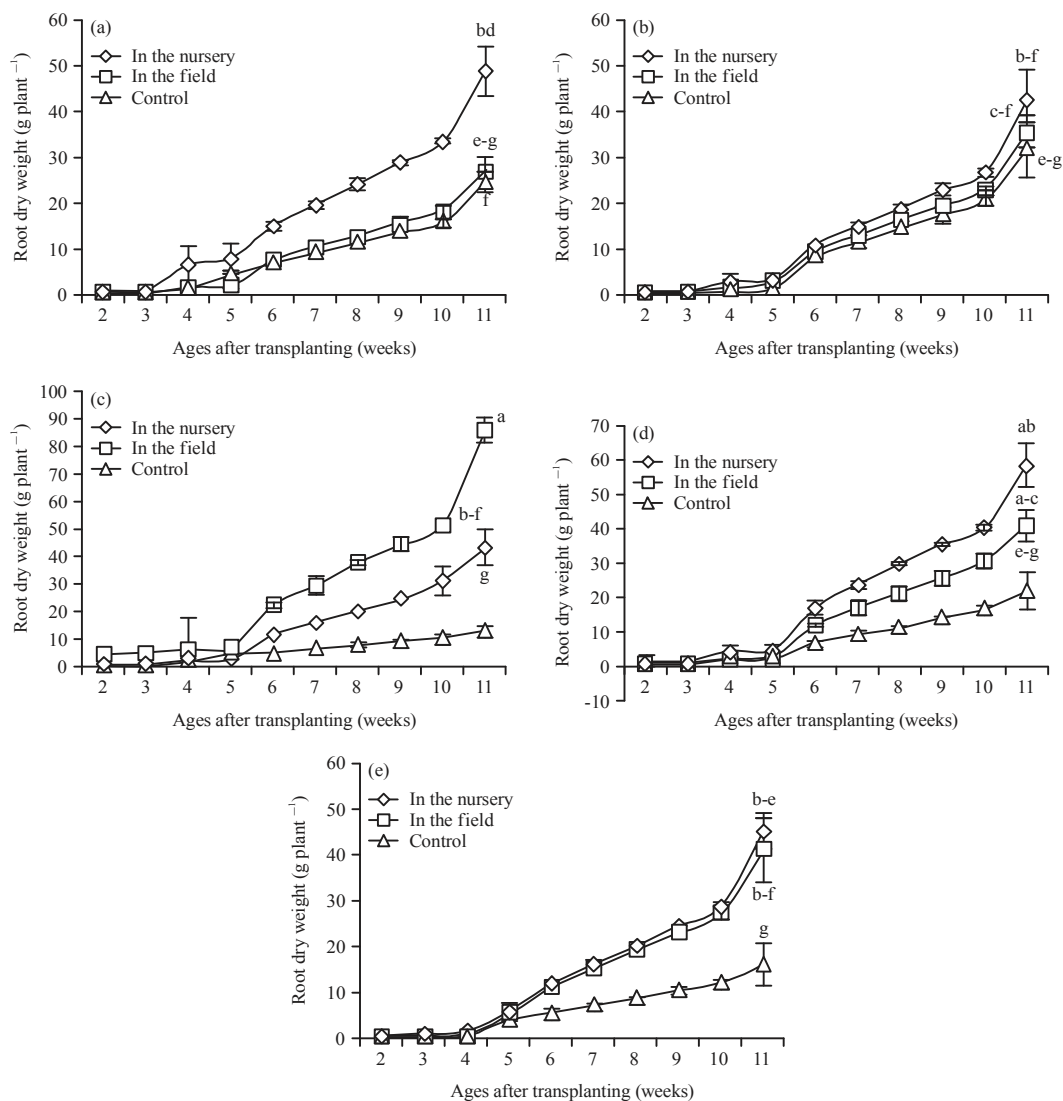 (a)
In the nursery
In the field
Control
Root dry weight (g plant ⁻¹)
60
50
40
30
20
10
0
bd
e-g
f
2 3 4 5 6 7 8 9 10 11
Ages after transplanting (weeks)
(b)
In the nursery
In the field
Control
Root dry weight (g plant ⁻¹)
60
50
40
30
20
10
0
b-f
c-f
e-g
2 3 4 5 6 7 8 9 10 11
Ages after transplanting (weeks)
(c)
In the nursery
In the field
Control
Root dry weight (g plant ⁻¹)
100
90
80
70
60
50
40
30
20
10
0
a
b-f
g
2 3 4 5 6 7 8 9 10 11
Ages after transplanting (weeks)
(d)
In the nursery
In the field
Control
Root dry weight (g plant ⁻¹)
70
60
50
40
30
20
10
0
-10
ab
a-c
e-g
2 3 4 5 6 7 8 9 10 11
Ages after transplanting (weeks)
(e)
In the nursery
In the field
Control
Root dry weight (g plant ⁻¹)
60
50
40
30
20
10
0
b-e
b-f
g
2 3 4 5 6 7 8 9 10 11
Ages after transplanting (weeks)